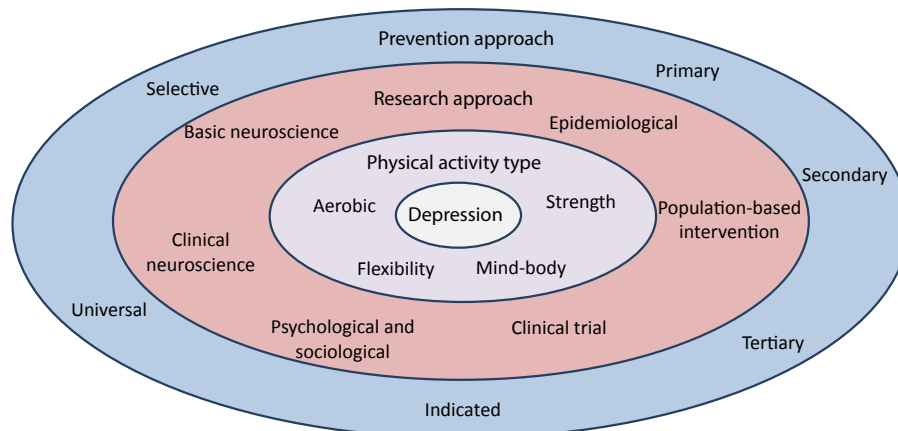 Prevention approach
Primary
Selective
Research approach
Epidemiological
Basic neuroscience
Physical activity type
Secondary
Aerobic
Strength
Depression
Population-based
intervention
Clinical
neuroscience
Flexibility
Mind-body
Universal
Psychological and
sociological
Clinical trial
Tertiary
Indicated